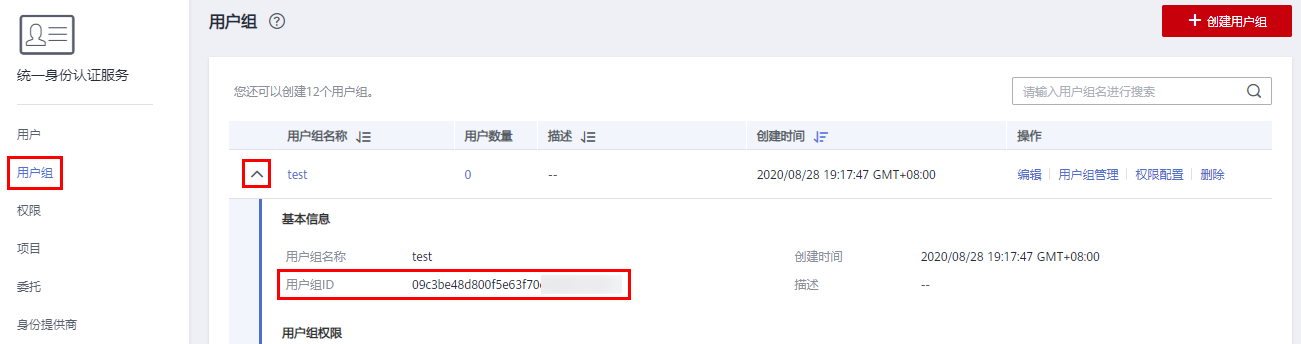 用户组
创建用户组
统一身份认证服务
您还可以创建12个用户组。
请输入用户组名进行搜索
用户
用户组名称 用户数量 描述 创建时间 操作
用户组
test 0 -- 2020/08/28 19:17:47 GMT+08:00 编辑 用户组管理 权限配置 删除
权限
基本信息
项目
用户组名称 test 创建时间 2020/08/28 19:17:47 GMT+08:00
委托
用户组ID 09c3be48d800f5e63f70 描述 --
身份提供商
用户组权限